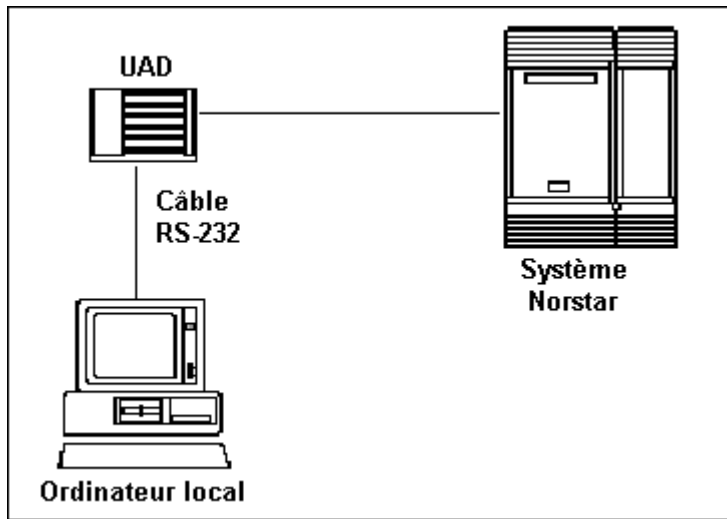 UAD
Câble
RS-232
Système
Norstar
Ordinateur local